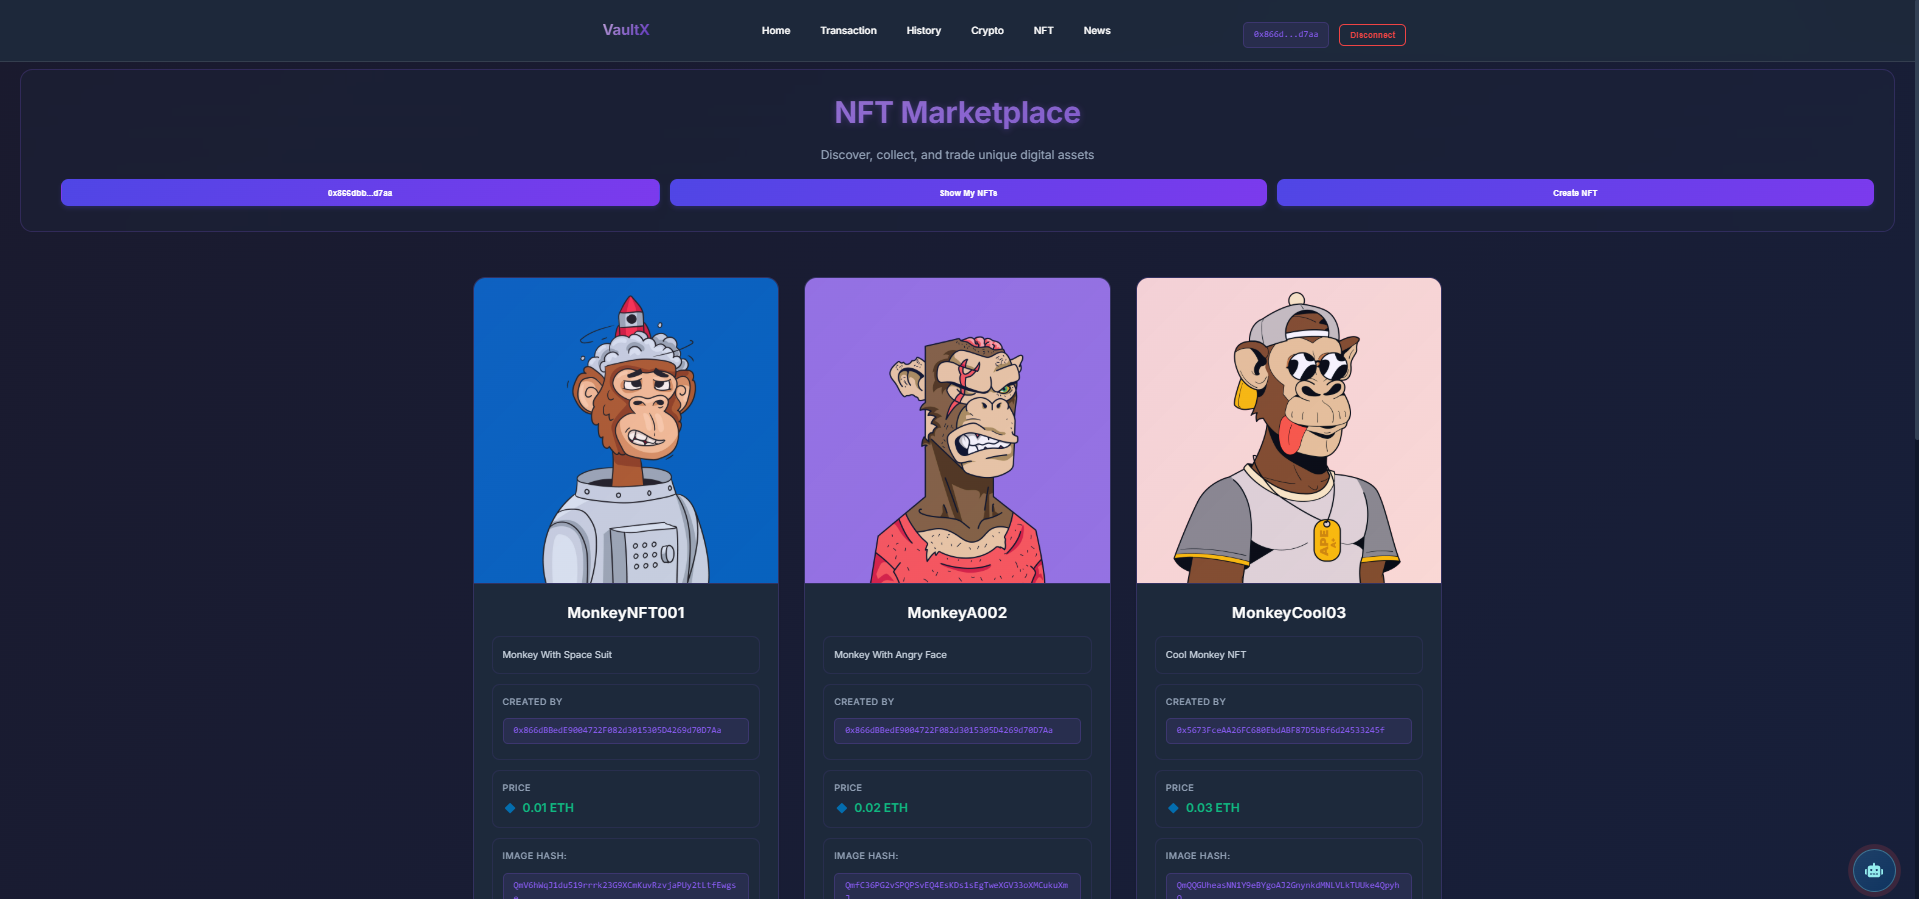 VaultX
Home Transaction History Crypto NFT News
0x866d...d7aa
Disconnect
NFT Marketplace
Discover, collect, and trade unique digital assets
0x866dbb...d7aa
Show My NFTs
Create NFT
APE
MonkeyNFT001
Monkey With Space Suit
CREATED BY
0x866dBBedE9004722F082d3015305D4269d70D7Aa
PRICE
0.01 ETH
IMAGE HASH:
QmV6hWqJ1du519rrrk23G9XCmKuvRzvjaPUy2tLtfEwgs
MonkeyA002
Monkey With Angry Face
CREATED BY
0x866dBBedE9004722F082d3015305D4269d70D7Aa
PRICE
0.02 ETH
IMAGE HASH:
QmfC36PG2vSPQPSvEQ4EsKDs1sEgTweXGV33oXMCukuXm
MonkeyCool03
Cool Monkey NFT
CREATED BY
0x5673FceAA26FC680EbdABF87D5bBf6d24533245f
PRICE
0.03 ETH
IMAGE HASH:
QmQQGUheasNN1Y9eBYgoAJ2GnynkdMNLVLkTUUke4Qpyh